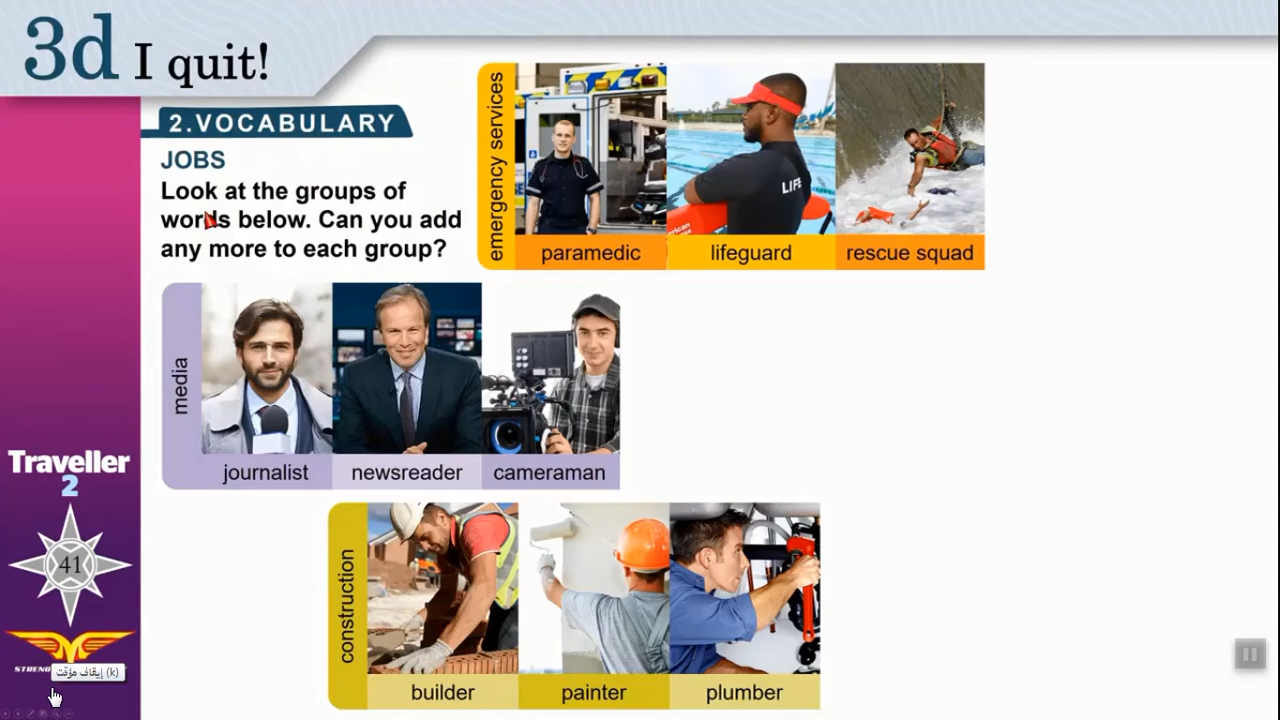 3d I quit!
2.VOCABULARY
JOBS
Look at the groups of
words below. Can you add
any more to each group?
emergency services
LIFE
paramedic
lifeguard
rescue squad
media
journalist
newsreader
cameraman
construction
builder
painter
plumber
Traveller
2
41
إيقاف مؤقت (k)